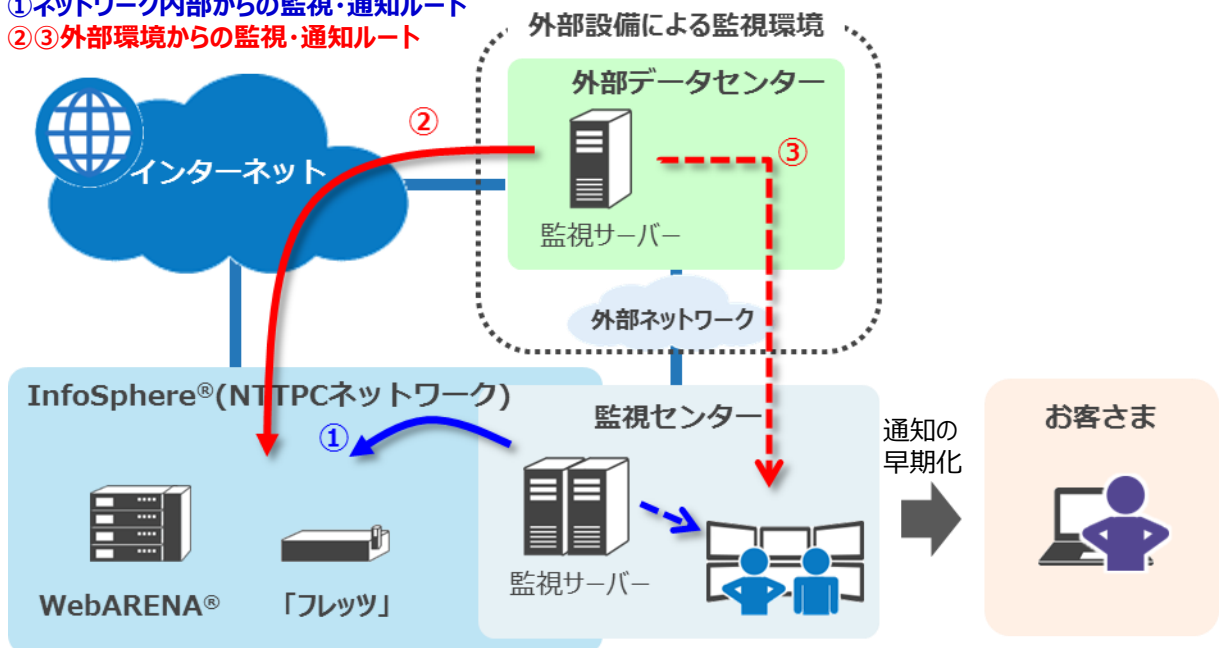 ①ネットワーク内部からの監視・通知ルート
②③外部環境からの監視・通知ルート
外部設備による監視環境
外部データセンター
②
③
インターネット
監視サーバー
外部ネットワーク
InfoSphere®(NTTPCネットワーク)
①
監視センター
通知の
早期化
お客さま
監視サーバー
WebARENA®
「フレッツ」